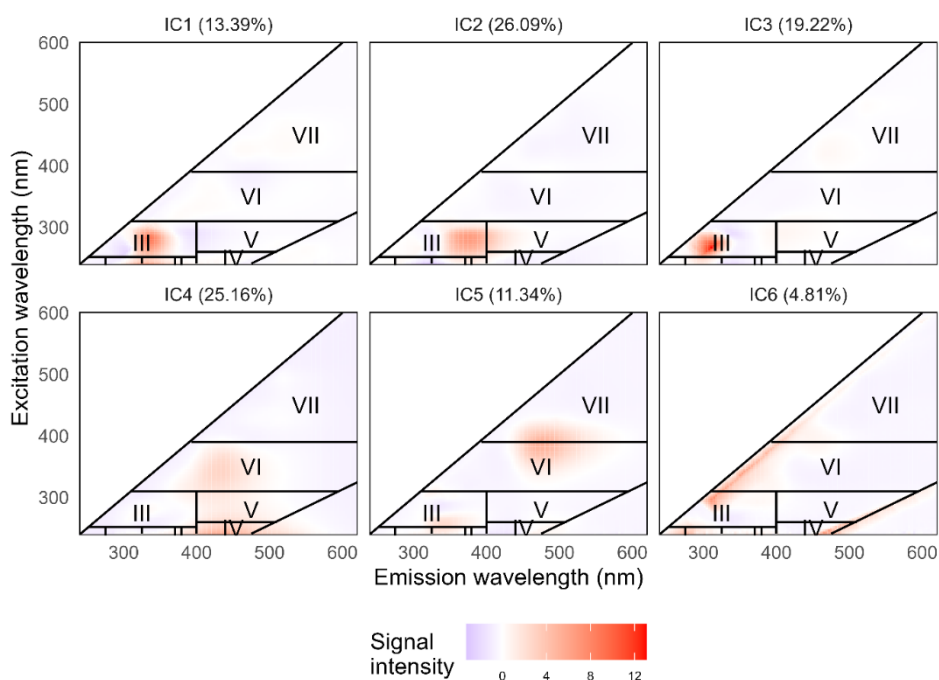 IC1 (13.39%) IC2 (26.09%) IC3 (19.22%)
600
500
400
300
VII VII VII
VI VI VI
III V III V III V
IV IV IV
IC4 (25.16%) IC5 (11.34%) IC6 (4.81%)
600
500
400
300
VII VII VII
VI VI VI
III V III V III V
IV IV IV
300 400 500 600 300 400 500 600 300 400 500 600
Excitation wavelength (nm)
Emission wavelength (nm)
Signal
intensity
0 4 8 12